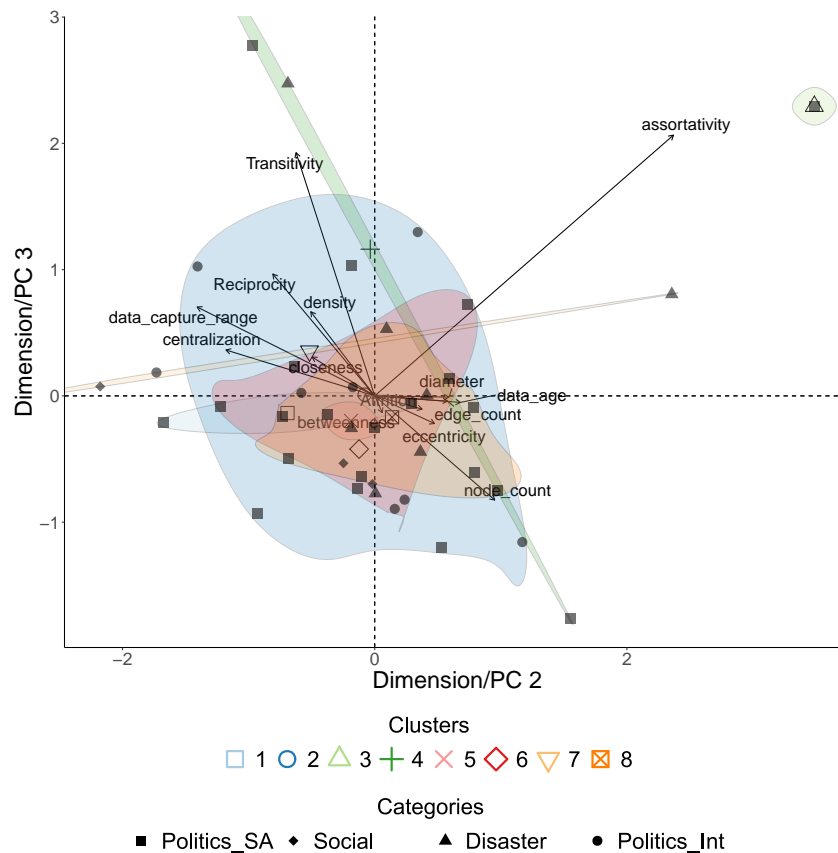 3
assortativity
2
Transitivity
Dimension/PC 3
1
Reciprocity
density
data_capture_range
centralization
closeness
diameter
0
data_age
edge_count
betweenness
eccentricity
node_count
−1
−2
0
2
Dimension/PC 2
Clusters
1 2 3 4 5 6 7 8
Categories
Politics_SA Social Disaster Politics_Int